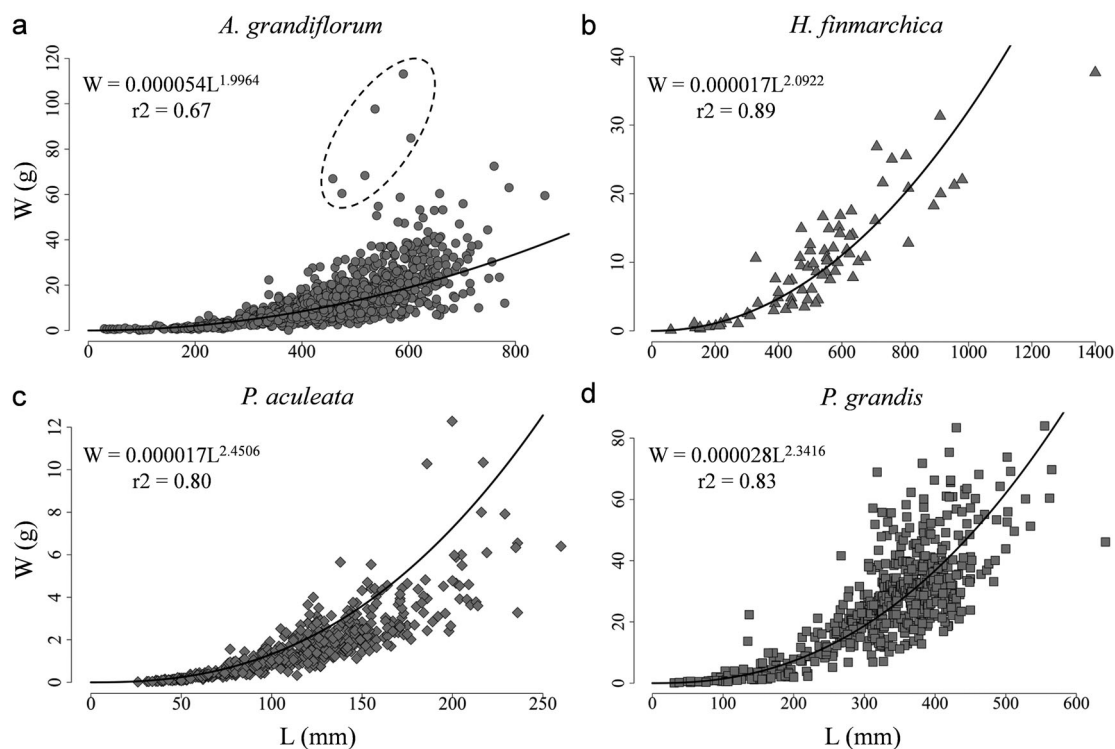 a
A. grandiflorum
W = 0.000054L^1.9964
r2 = 0.67
W (g)
120
100
80
60
40
20
0
0 200 400 600 800
b
H. finmarchica
W = 0.000017L^2.0922
r2 = 0.89
40
30
20
10
0
0 200 400 600 800 1000 1200 1400
c
P. aculeata
W = 0.000017L^2.4506
r2 = 0.80
W (g)
12
10
8
6
4
2
0
0 50 100 150 200 250
L (mm)
d
P. grandis
W = 0.000028L^2.3416
r2 = 0.83
80
60
40
20
0
0 100 200 300 400 500 600
L (mm)